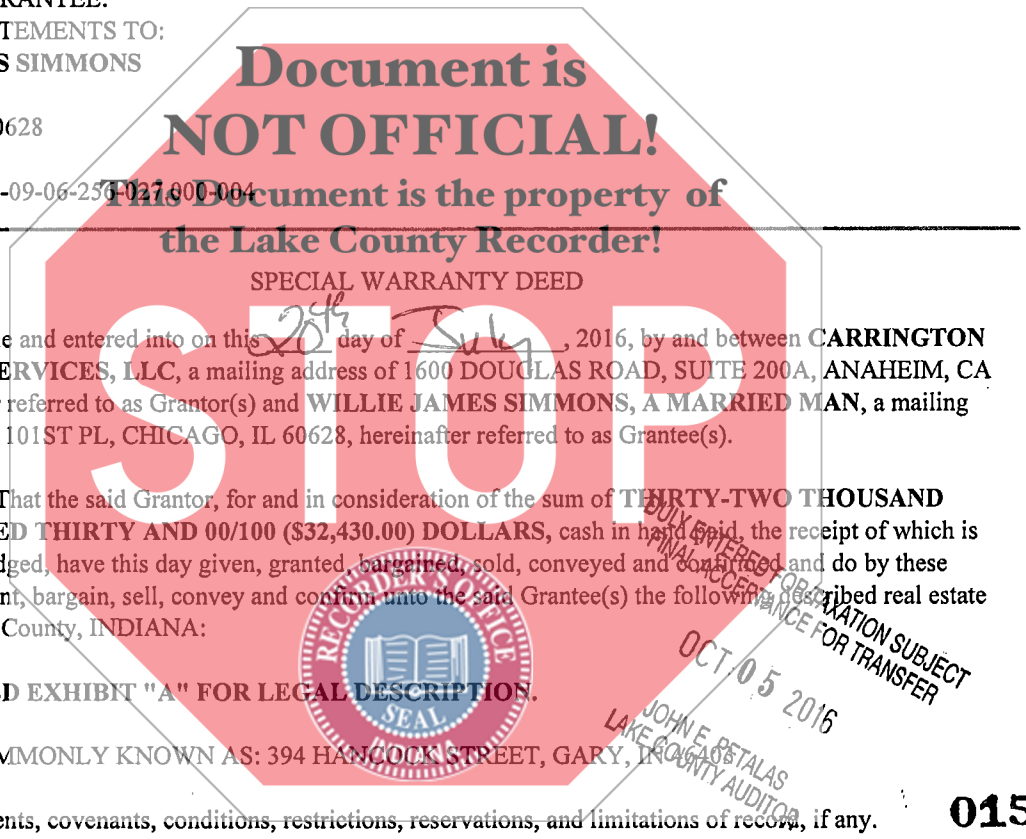 GRANTEE:
TEMENTS TO:
S SIMMONS
0628
-09-06-256-027.000-004
Document is
NOT OFFICIAL!
This Document is the property of
the Lake County Recorder!
STOP
SPECIAL WARRANTY DEED
e and entered into on this 20th day of July, 2016, by and between CARRINGTON
ERVICES, LLC, a mailing address of 1600 DOUGLAS ROAD, SUITE 200A, ANAHEIM, CA
referred to as Grantor(s) and WILLIE JAMES SIMMONS, A MARRIED MAN, a mailing
101ST PL, CHICAGO, IL 60628, hereinafter referred to as Grantee(s).
That the said Grantor, for and in consideration of the sum of THIRTY-TWO THOUSAND
ED THIRTY AND 00/100 ($32,430.00) DOLLARS, cash in hand paid, the receipt of which is
dged, have this day given, granted, bargained, sold, conveyed and confirmed and do by these
nt, bargain, sell, convey and confirm unto the said Grantee(s) the following described real estate
County, INDIANA:
D EXHIBIT "A" FOR LEGAL DESCRIPTION.
MMONLY KNOWN AS: 394 HANCOCK STREET, GARY, IN 46403
ents, covenants, conditions, restrictions, reservations, and limitations of record, if any.
RECORDER'S OFFICE
SEAL
DULY ENTERED FOR TAXATION SUBJECT
FINAL ACCEPTANCE FOR TRANSFER
OCT 05 2016
JOHN E. PETALAS
LAKE COUNTY AUDITOR
015